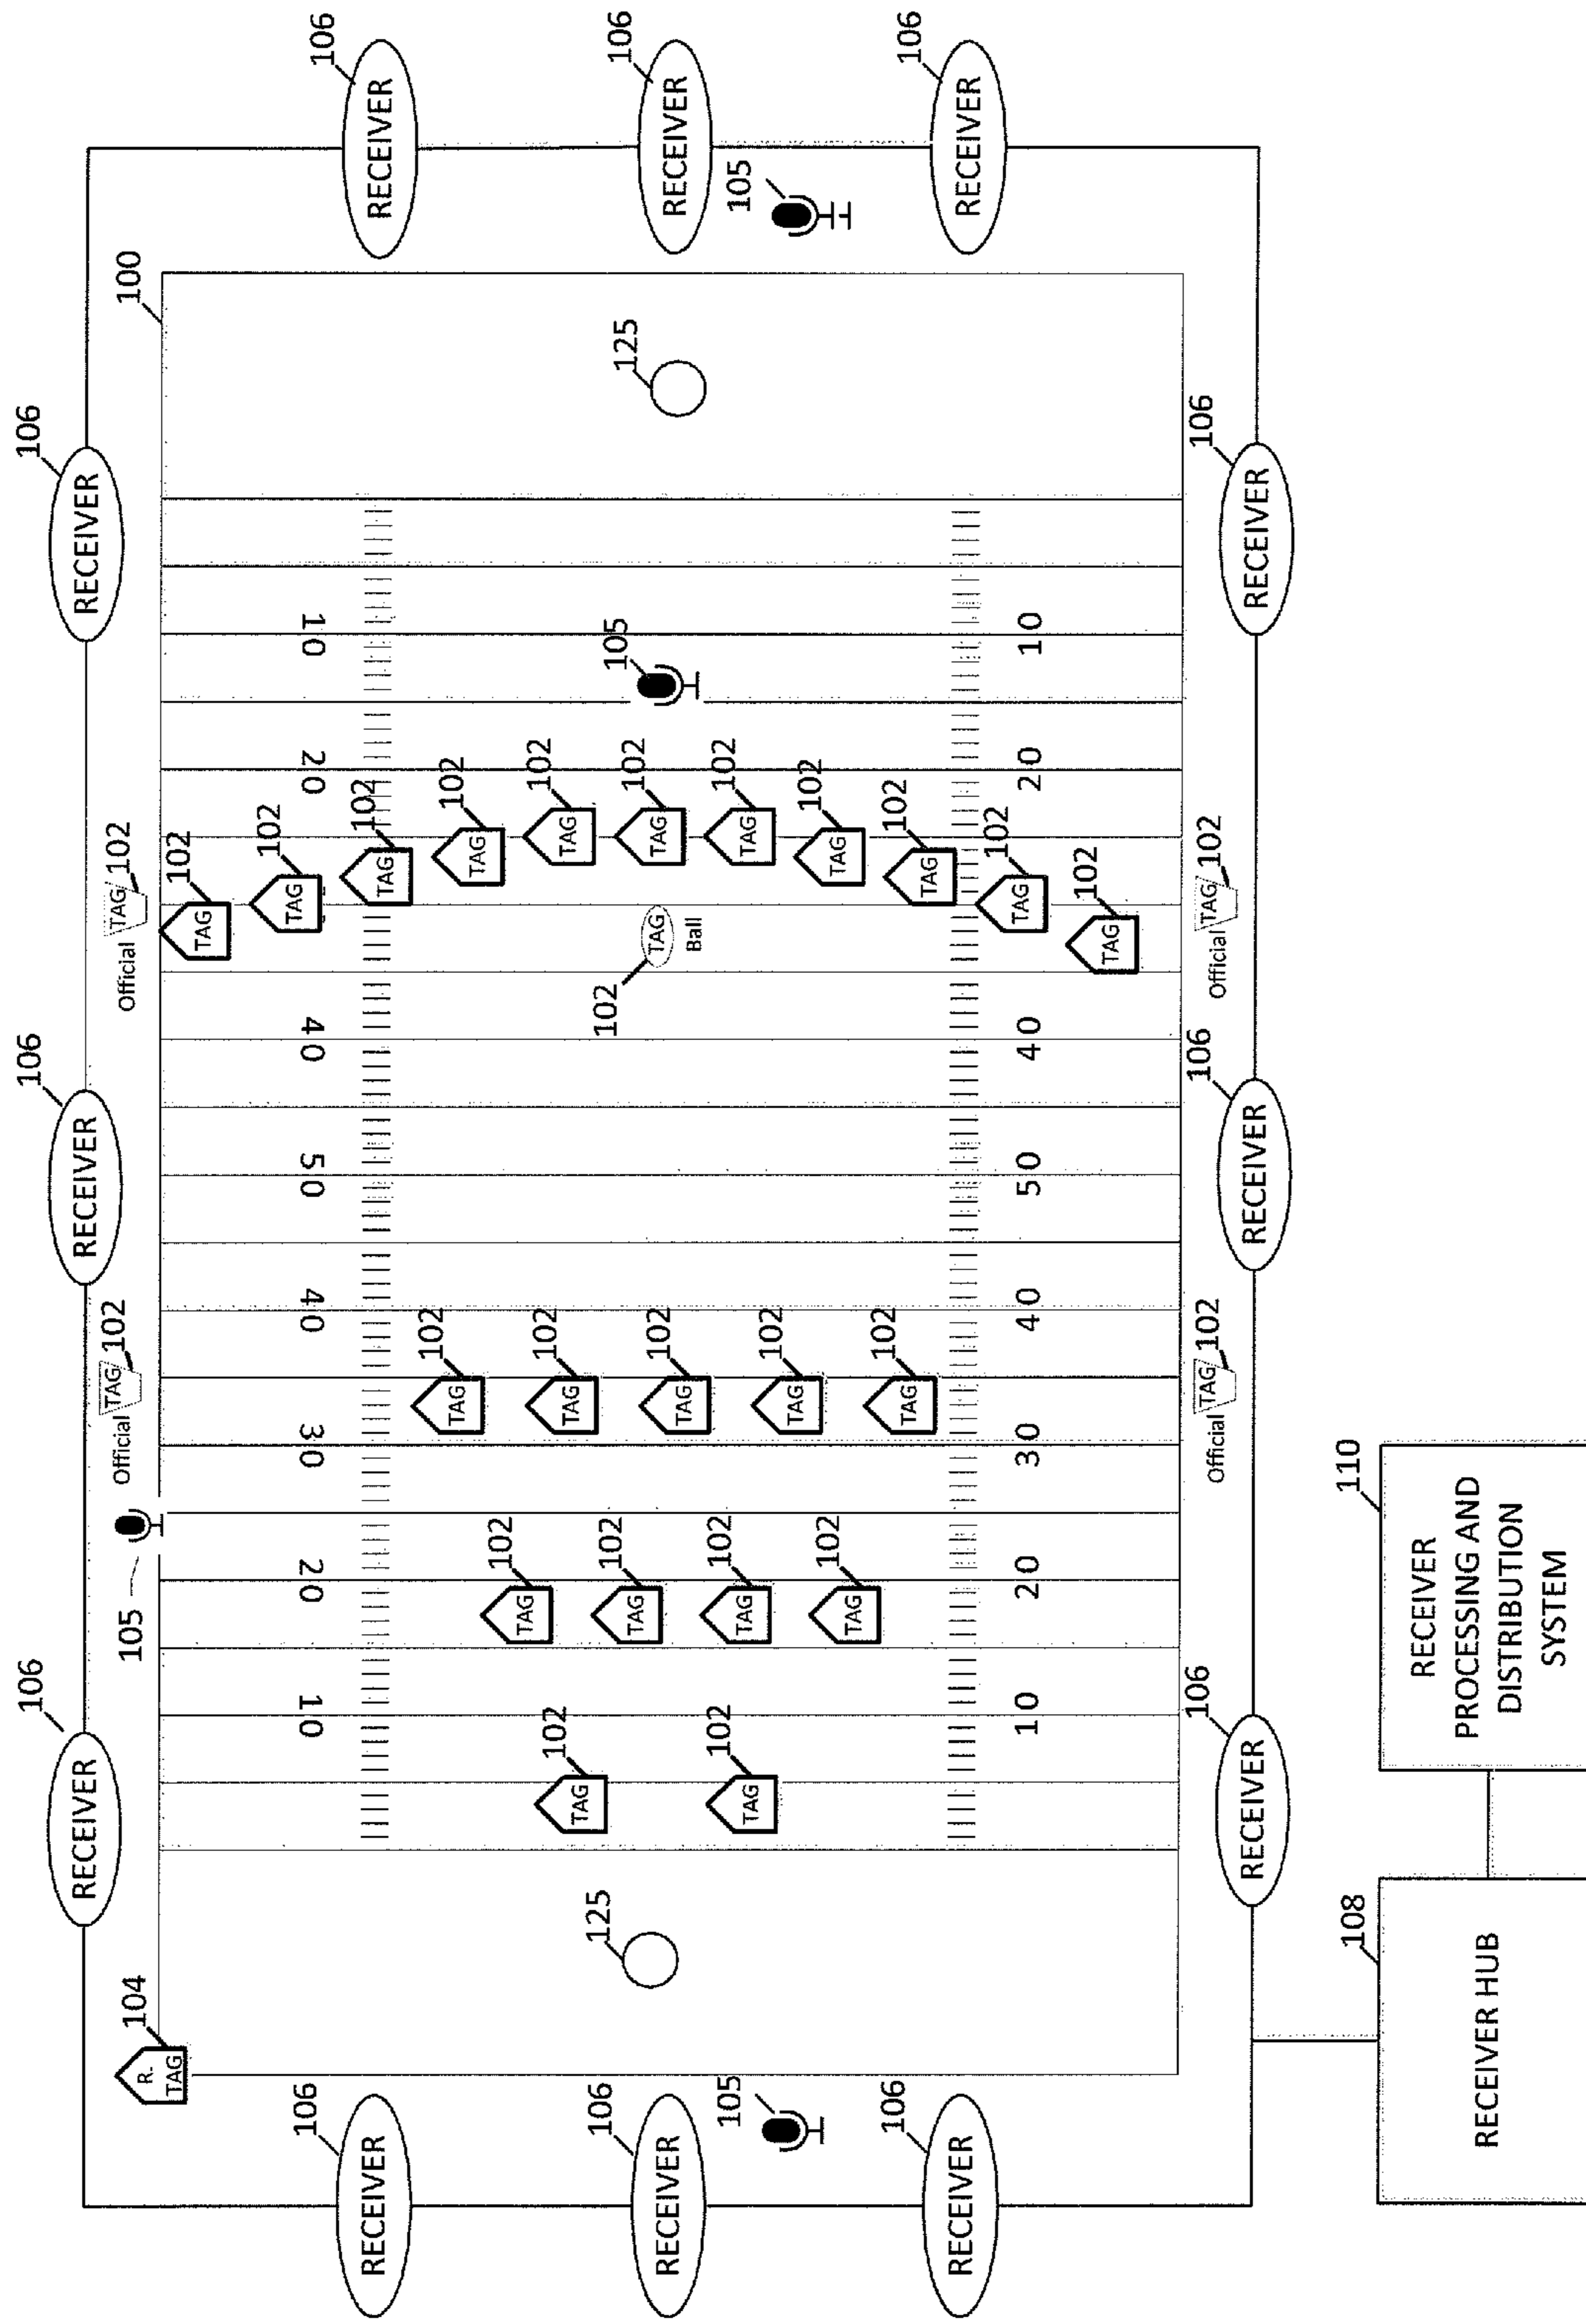 106 106 106
RECEIVER RECEIVER RECEIVER
104 105 Official TAG 102 Official TAG 102 100
R.
TAG
102
TAG
102
TAG
10 20 30 40 50 40 20 10
106 106
RECEIVER RECEIVER
102
TAG
102 102
TAG TAG
102 102
TAG TAG
102 102 102
TAG TAG TAG
125 102 105 125
102 102
TAG TAG
106 106
RECEIVER RECEIVER
102 102
TAG TAG
102 TAG 102
Ball TAG
102 102 102
TAG TAG TAG
105 105
102 102
TAG TAG
102 102
TAG TAG
106 106
RECEIVER RECEIVER
102
TAG
10 20 30 40 50 40 20 10
102
TAG
Official TAG 102 Official TAG 102
106 106 106
RECEIVER RECEIVER RECEIVER
108 110
RECEIVER HUB
RECEIVER
PROCESSING AND
DISTRIBUTION
SYSTEM